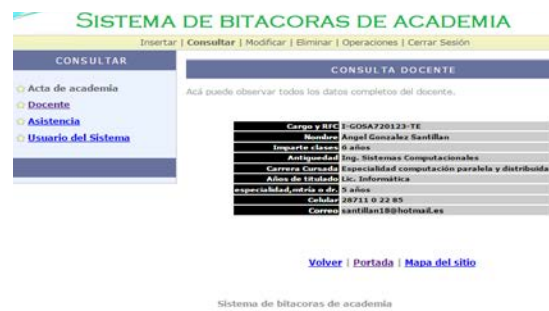 SISTEMA DE BITACORAS DE ACADEMIA
Insertar | Consultar | Modificar | Eliminar | Operaciones | Cerrar Sesión
CONSULTAR
Acta de academia
Docente
Asistencia
Usuario del Sistema
CONSULTA DOCENTE
Acá puede observar todos los datos completos del docente.
Cargo y RFC I-GOSA720123-TE
Nombre Angel Gonzalez Santillan
Imparte clases 6 años
Antiguedad Ing. Sistemas Computacionales
Carrera Cursada Especialidad computación paralela y distribuida
Años de titulado Lic. Informática
especialidad,mtria o dr. 5 años
Celular 28711 0 22 85
Correo santillan18@hotmail.es
Volver | Portada | Mapa del sitio
Sistema de bitacoras de academia